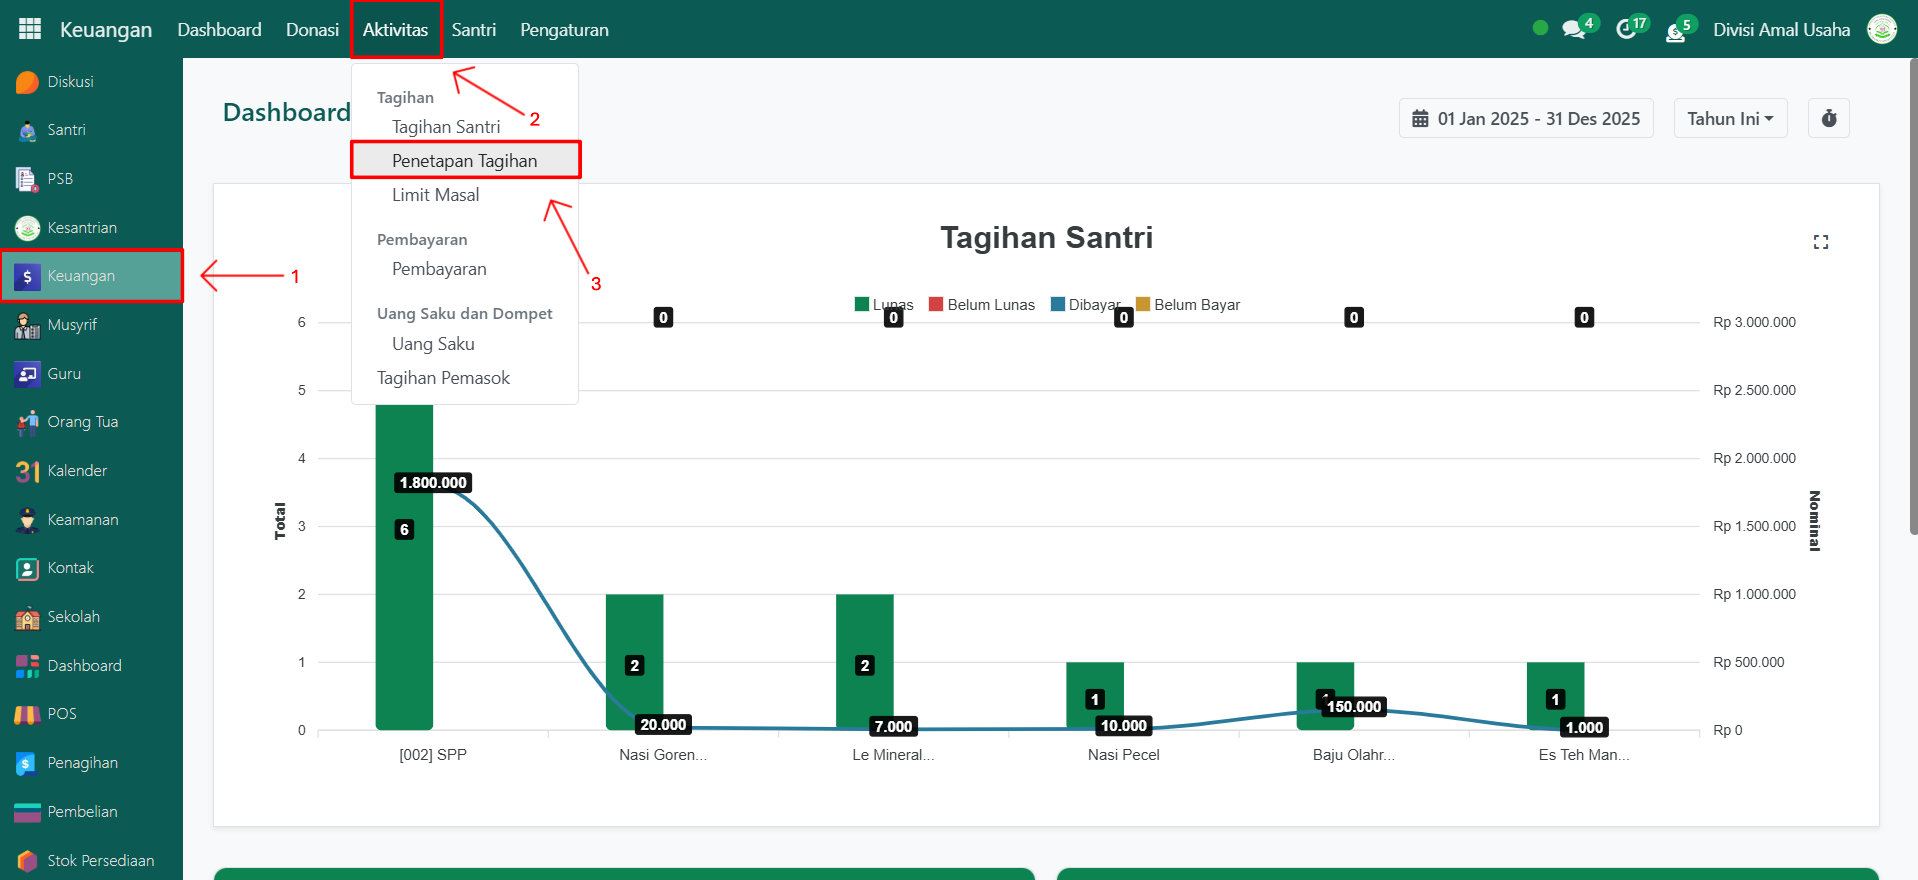 Keuangan Dashboard Donasi Aktivitas Santri Pengaturan 4 17 5 Divisi Amal Usaha
Diskusi
Santri
PSB
Kesantrian
Keuangan
Musyrif
Guru
Orang Tua
31 Kalender
Keamanan
Kontak
Sekolah
Dashboard
POS
Penagihan
Pembelian
Stok Persediaan
1
2
3
Dashboard
01 Jan 2025 - 31 Des 2025 Tahun Ini
Tagihan
Tagihan Santri
Penetapan Tagihan
Limit Masal
Pembayaran
Pembayaran
Uang Saku dan Dompet
Uang Saku
Tagihan Pemasok
Tagihan Santri
Lunas Belum Lunas Dibayar Belum Bayar
6 0 0 0 0 0 Rp 3.000.000
5 Rp 2.500.000
4 Rp 2.000.000
1.800.000
3 6 Rp 1.500.000
Total
Nominal
2 Rp 1.000.000
1 2 2 Rp 500.000
1 1 1
150.000
0 20.000 7.000 10.000 1.000 Rp 0
[002] SPP Nasi Goren... Le Mineral... Nasi Pecel Baju Olahr... Es Teh Man...